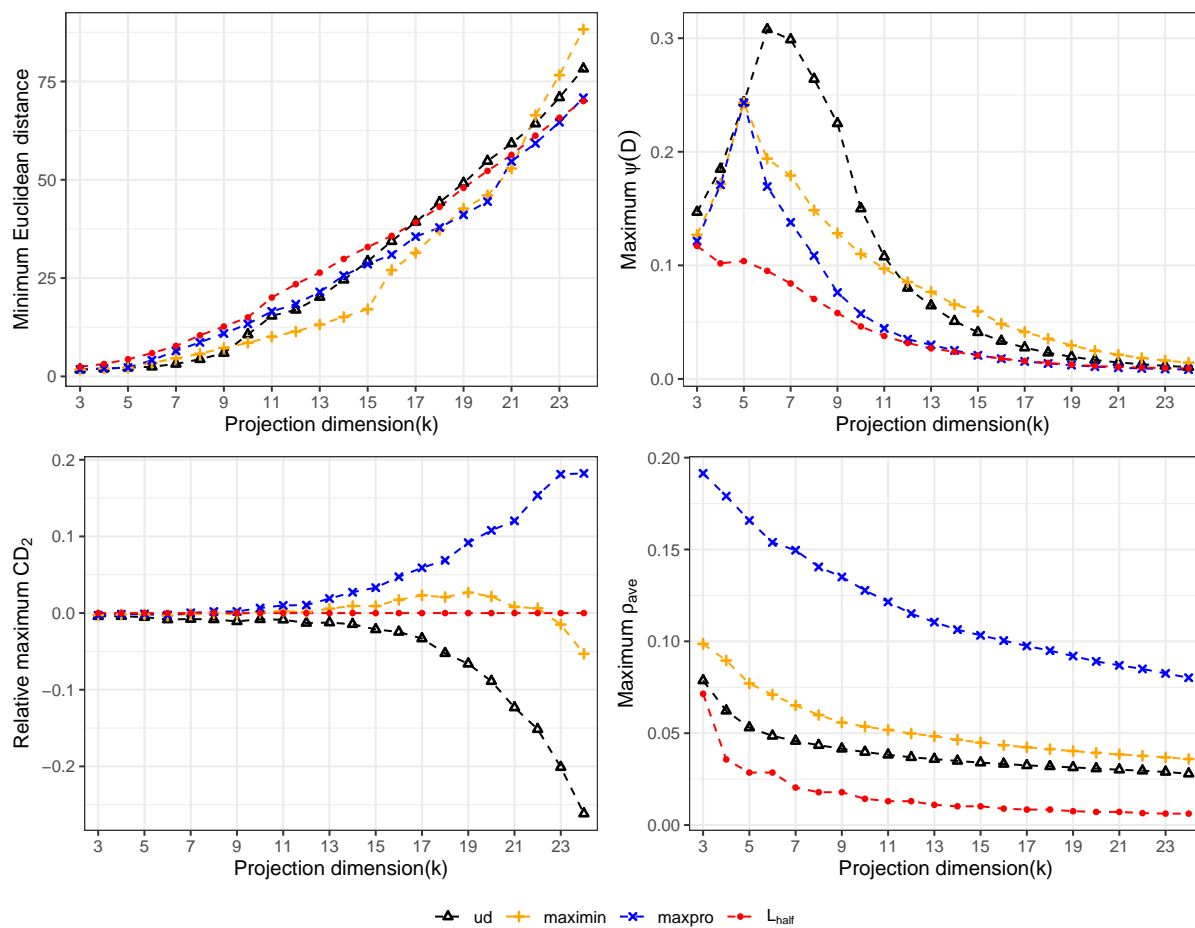 Minimum Euclidean distance
75
50
25
0
3 5 7 9 11 13 15 17 19 21 23
Projection dimension(k)
Maximum ψ(D)
0.3
0.2
0.1
0.0
3 5 7 9 11 13 15 17 19 21 23
Projection dimension(k)
Relative maximum CD₂
0.2
0.1
0.0
−0.1
−0.2
3 5 7 9 11 13 15 17 19 21 23
Projection dimension(k)
Maximum ρave
0.20
0.15
0.10
0.05
0.00
3 5 7 9 11 13 15 17 19 21 23
Projection dimension(k)
ud maximin maxpro Lhalf